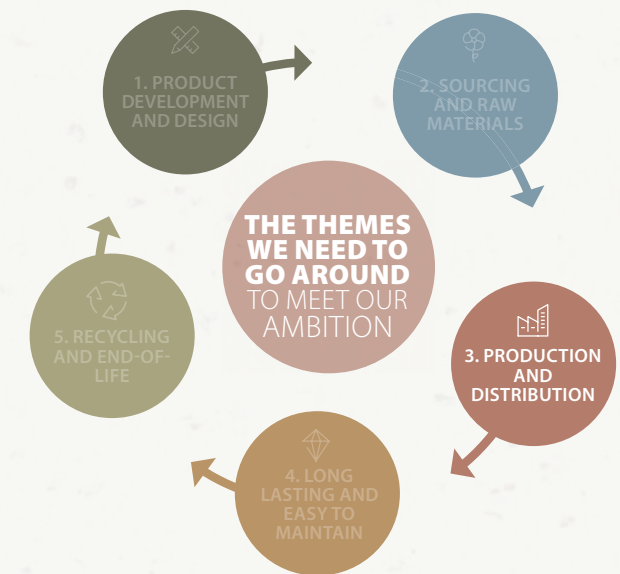 1. PRODUCT
DEVELOPMENT
AND DESIGN
2. SOURCING
AND RAW
MATERIALS
THE THEMES
WE NEED TO
GO AROUND
TO MEET OUR
AMBITION
3. PRODUCTION
AND
DISTRIBUTION
4. LONG
LASTING AND
EASY TO
MAINTAIN
5. RECYCLING
AND END-OF-
LIFE